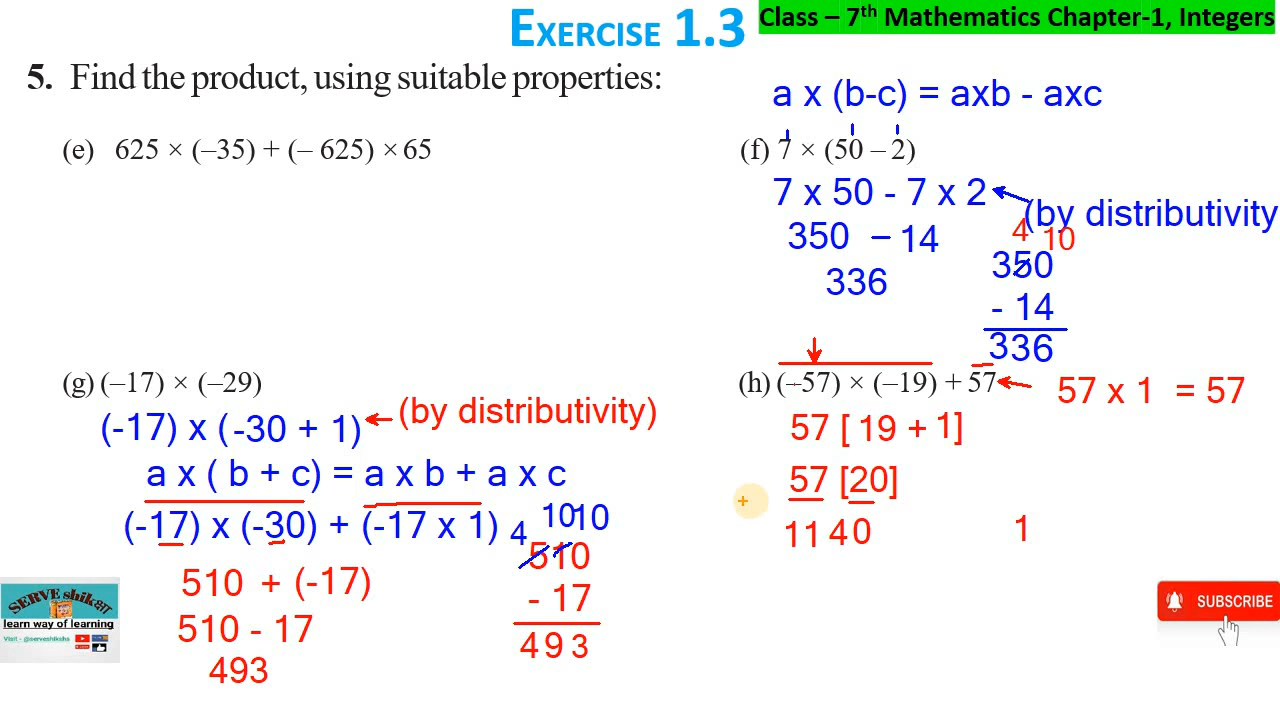 EXERCISE 1.3
Class – 7th Mathematics Chapter-1, Integers
5. Find the product, using suitable properties:
a x (b-c) = axb - axc
(e) 625 × (–35) + (– 625) × 65
(f) 7 × (50 – 2)
7 x 50 - 7 x 2
(by distributivity
350 – 14
336
4 10
350
- 14
336
(g) (–17) × (–29)
(-17) x ( -30 + 1)
(by distributivity)
a x ( b + c) = a x b + a x c
(-17) x (-30) + (-17 x 1)
510 + (-17)
510 - 17
493
4 10 10
510
- 17
493
(h) (–57) × (–19) + 57
57 x 1 = 57
57 [ 19 + 1]
57 [20]
1140
1
+
SERVE शिक्षा
learn way of learning
Visit - @serveshiksha
SUBSCRIBE